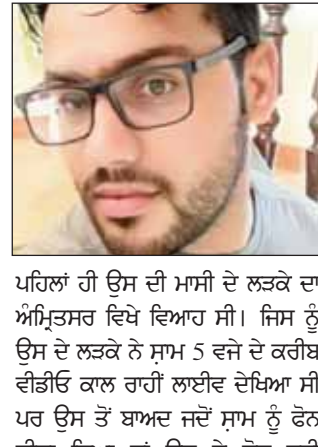 ਪਹਿਲਾਂ ਹੀ ਉਸ ਦੀ ਮਾਸੀ ਦੇ ਲੜਕੇ ਦਾ
ਅੰਮ੍ਰਿਤਸਰ ਵਿਖੇ ਵਿਆਹ ਸੀ। ਜਿਸ ਨੂੰ
ਉਸ ਦੇ ਲੜਕੇ ਨੇ ਸ਼ਾਮ 5 ਵਜੇ ਦੇ ਕਰੀਬ
ਵੀਡੀਓ ਕਾਲ ਰਾਹੀਂ ਲਾਈਵ ਦੇਖਿਆ ਸੀ
ਪਰ ਉਸ ਤੋਂ ਬਾਅਦ ਜਦੋਂ ਸ਼ਾਮ ਨੂੰ ਫੋਨ